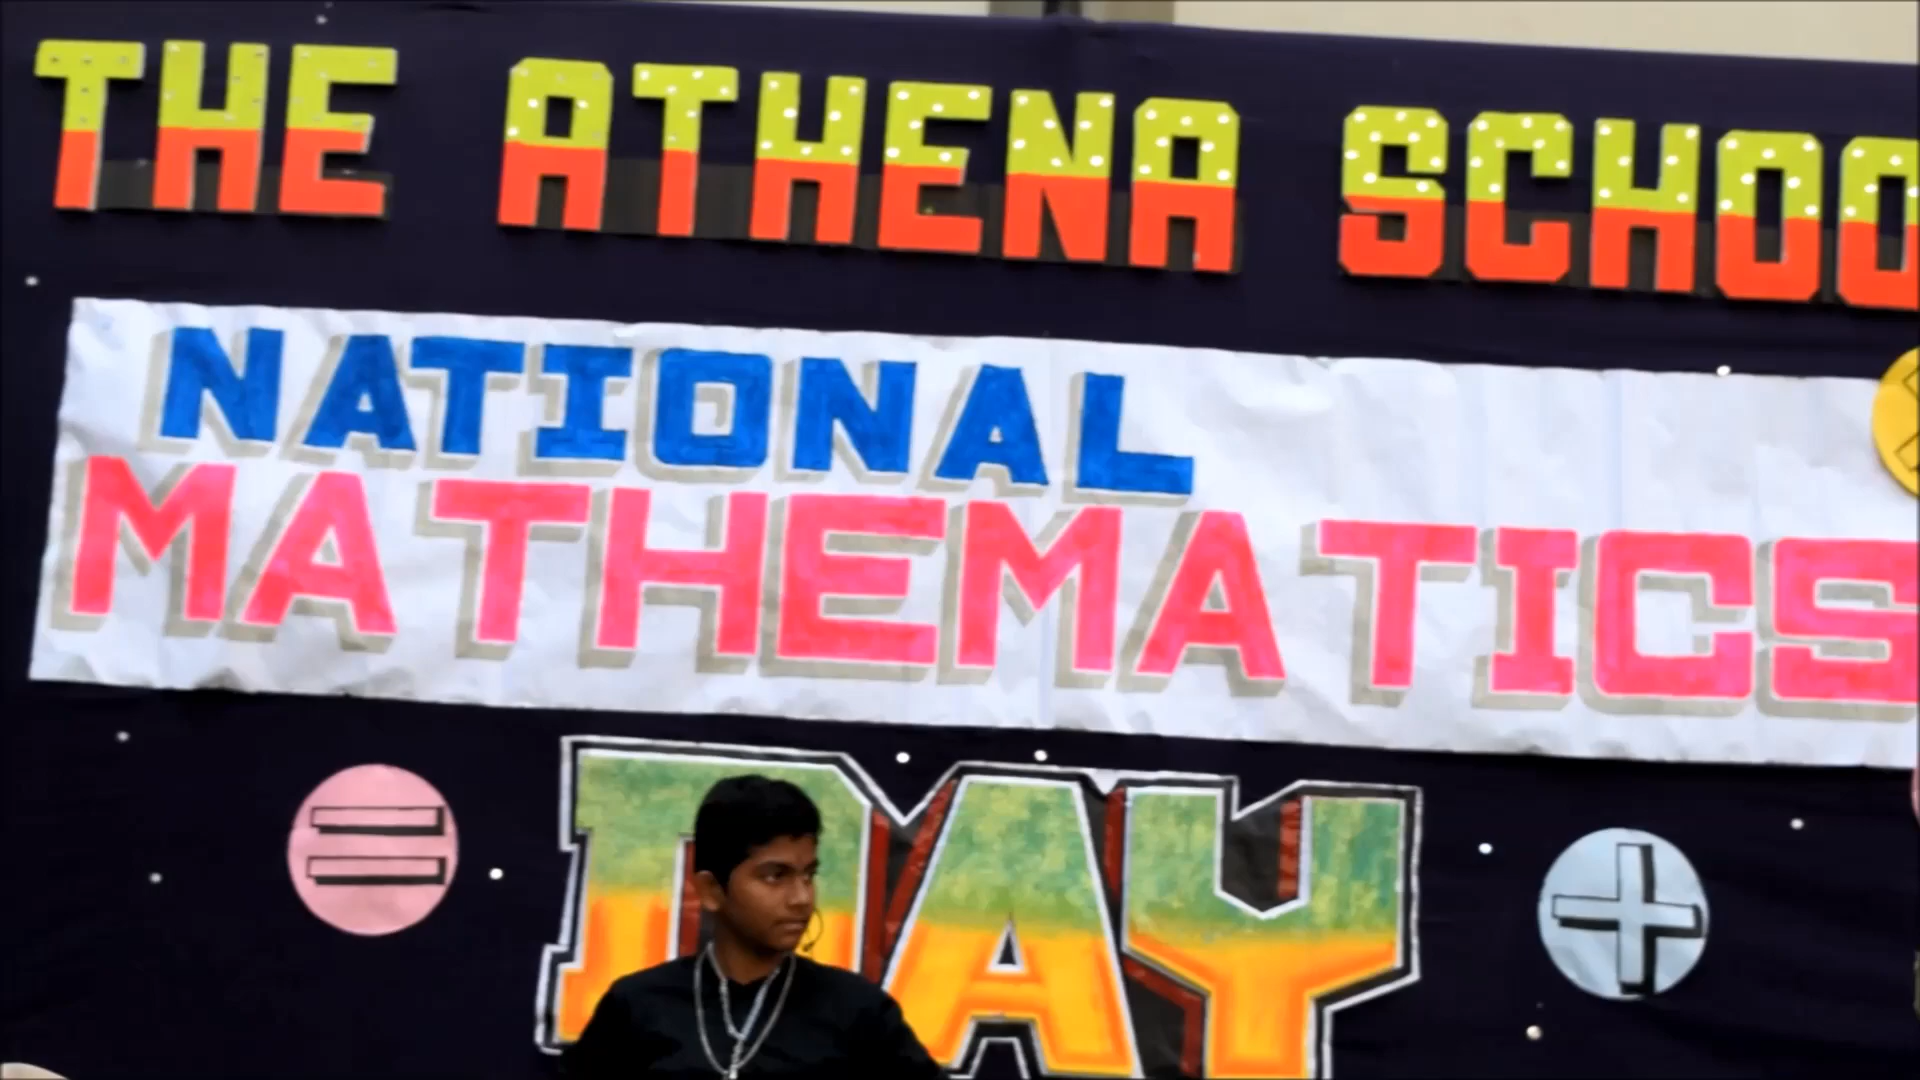 THE ATHENA SCHOO
NATIONAL
MATHEMATICS
DAY
=
+